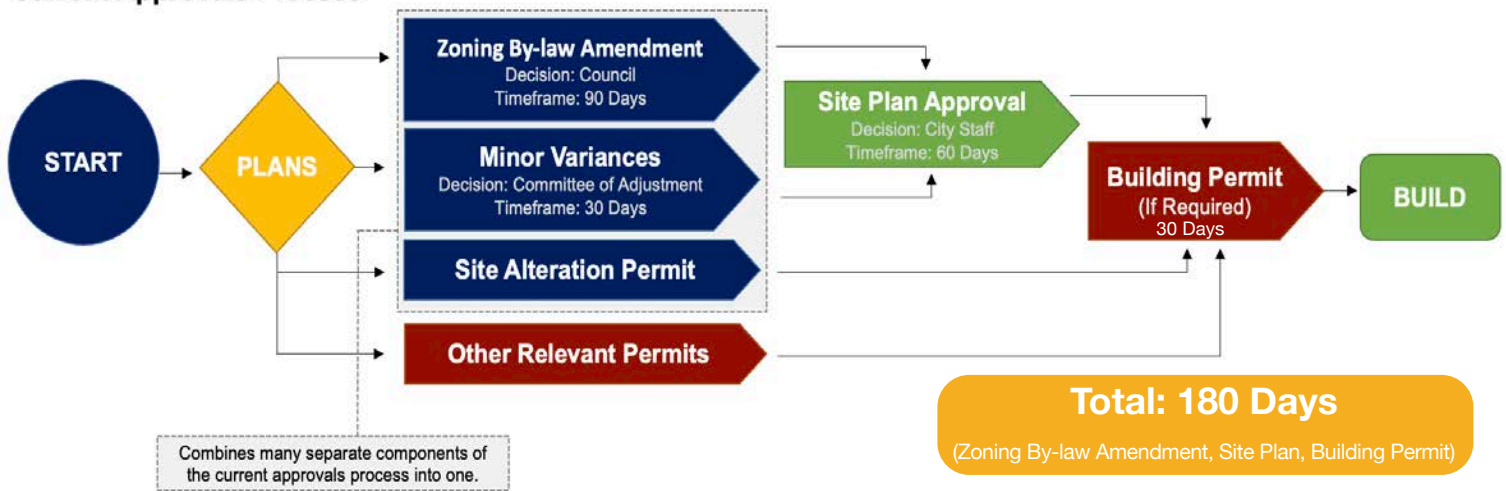 START
PLANS
Zoning By-law Amendment
Decision: Council
Timeframe: 90 Days
Minor Variances
Decision: Committee of Adjustment
Timeframe: 30 Days
Site Alteration Permit
Other Relevant Permits
Site Plan Approval
Decision: City Staff
Timeframe: 60 Days
Building Permit
(If Required)
30 Days
BUILD
Combines many separate components of
the current approvals process into one.
Total: 180 Days
(Zoning By-law Amendment, Site Plan, Building Permit)